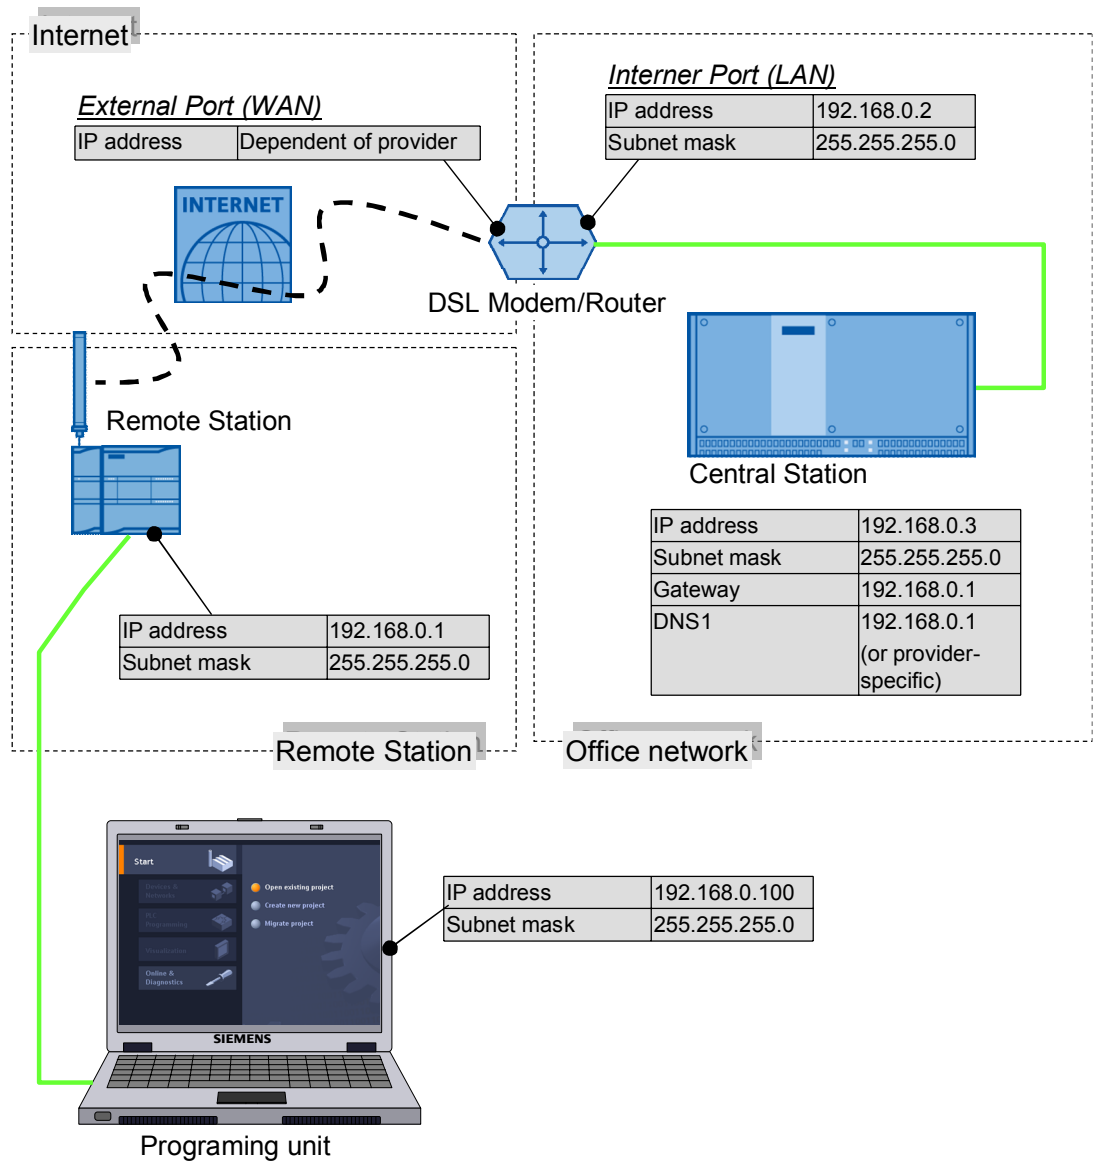 Internet
External Port (WAN)
IP address Dependent of provider
INTERNET
Interner Port (LAN)
IP address 192.168.0.2
Subnet mask 255.255.255.0
DSL Modem/Router
Remote Station
Central Station
IP address 192.168.0.3
Subnet mask 255.255.255.0
Gateway 192.168.0.1
DNS1 192.168.0.1
(or provider-
specific)
IP address 192.168.0.1
Subnet mask 255.255.255.0
Remote Station
Office network
Start
Devices &
Networks
PLC
Programming
Visualization
Online &
Diagnostics
Open existing project
Create new project
Migrate project
SIEMENS
IP address 192.168.0.100
Subnet mask 255.255.255.0
Programing unit